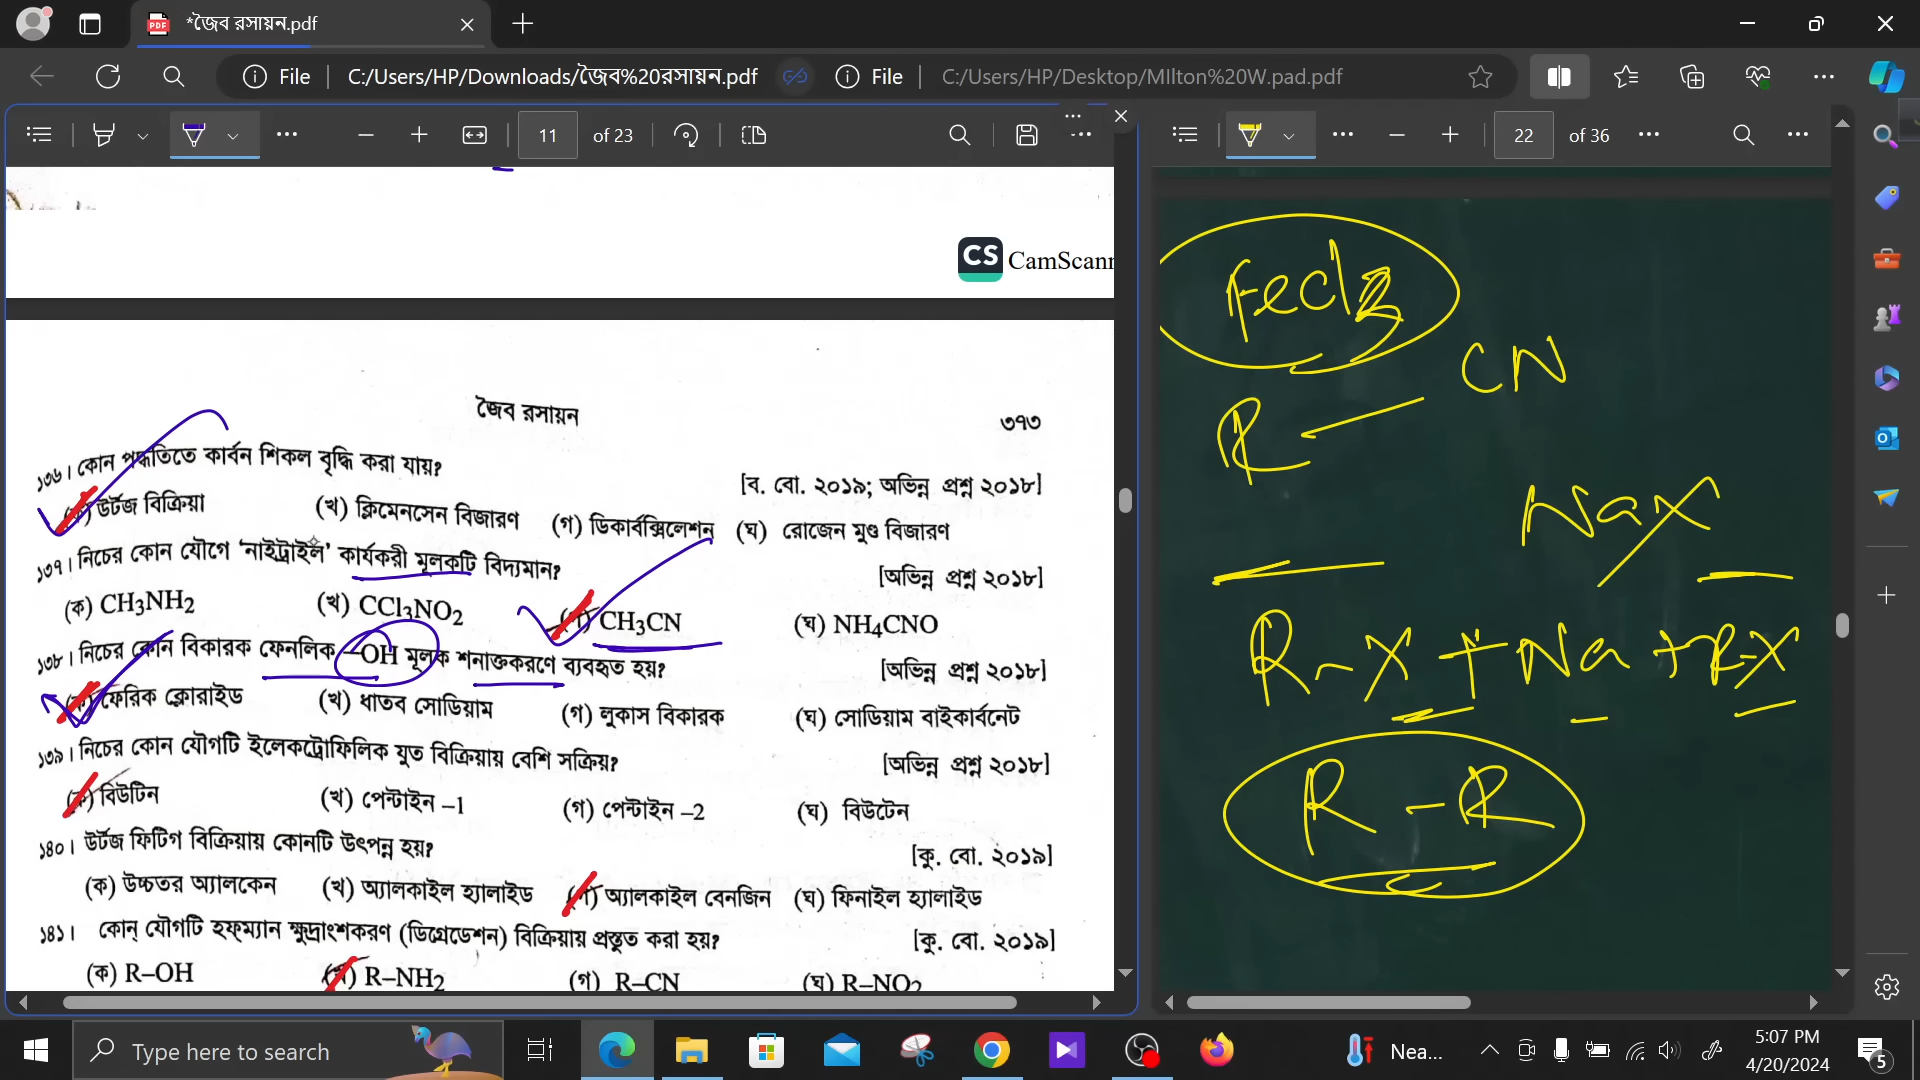 *জৈব রসায়ন.pdf
File C:/Users/HP/Downloads/জৈব%20রসায়ন.pdf
File C:/Users/HP/Desktop/MIlton%20W.pad.pdf
11 of 23
22 of 36
CS CamScann
জৈব রসায়ন
৩৭৩
১৩৬। কোন পদ্ধতিতে কার্বন শিকল বৃদ্ধি করা যায়?
[ব. বো. ২০১৯; অভিন্ন প্রশ্ন ২০১৮]
(ক) উর্টজ বিক্রিয়া (খ) ক্লিমেনসেন বিজারণ (গ) ডিকার্বক্সিলেশন (ঘ) রোজেন মুণ্ড বিজারণ
১৩৭। নিচের কোন যৌগে ‘নাইট্রাইল’ কার্যকরী মূলকটি বিদ্যমান?
[অভিন্ন প্রশ্ন ২০১৮]
(ক) CH3NH2 (খ) CCl3NO2 (গ) CH3CN (ঘ) NH4CNO
১৩৮। নিচের কোন বিকারক ফেনলিক –OH মূলক শনাক্তকরণে ব্যবহৃত হয়?
[অভিন্ন প্রশ্ন ২০১৮]
(ক) ফেরিক ক্লোরাইড (খ) ধাতব সোডিয়াম (গ) লুকাস বিকারক (ঘ) সোডিয়াম বাইকার্বনেট
১৩৯। নিচের কোন যৌগটি ইলেকট্রোফিলিক যুত বিক্রিয়ায় বেশি সক্রিয়?
[অভিন্ন প্রশ্ন ২০১৮]
(ক) বিউটিন (খ) পেন্টাইন –1 (গ) পেন্টাইন –2 (ঘ) বিউটেন
১৪০। উর্টজ ফিটিগ বিক্রিয়ায় কোনটি উৎপন্ন হয়?
[কু. বো. ২০১৯]
(ক) উচ্চতর অ্যালকেন (খ) অ্যালকাইল হ্যালাইড (গ) অ্যালকাইল বেনজিন (ঘ) ফিনাইল হ্যালাইড
১৪১। কোন্ যৌগটি হফ্‌ম্যান ক্ষুদ্রাংশকরণ (ডিগ্রেডেশন) বিক্রিয়ায় প্রস্তুত করা হয়?
[কু. বো. ২০১৯]
(ক) R–OH (খ) R–NH2 (গ) R–CN (ঘ) R–NO2
Fecl3
R — CN
NaX
R-X + Na + R-X
R - R
Type here to search
Nea...
5:07 PM
4/20/2024
5